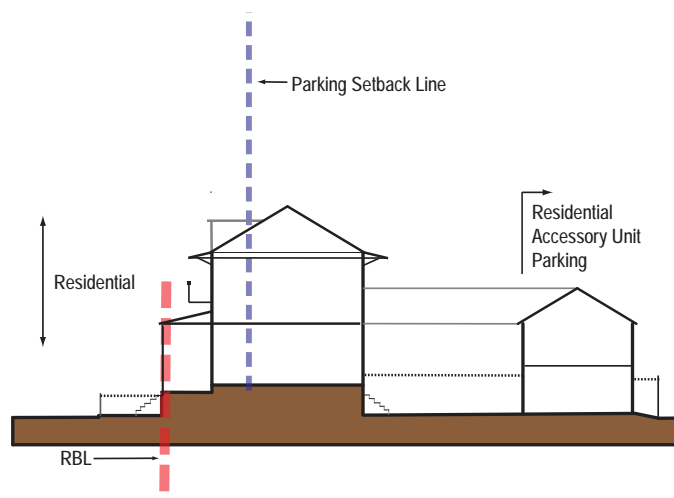 Parking Setback Line
Residential
Accessory Unit
Parking
Residential
RBL